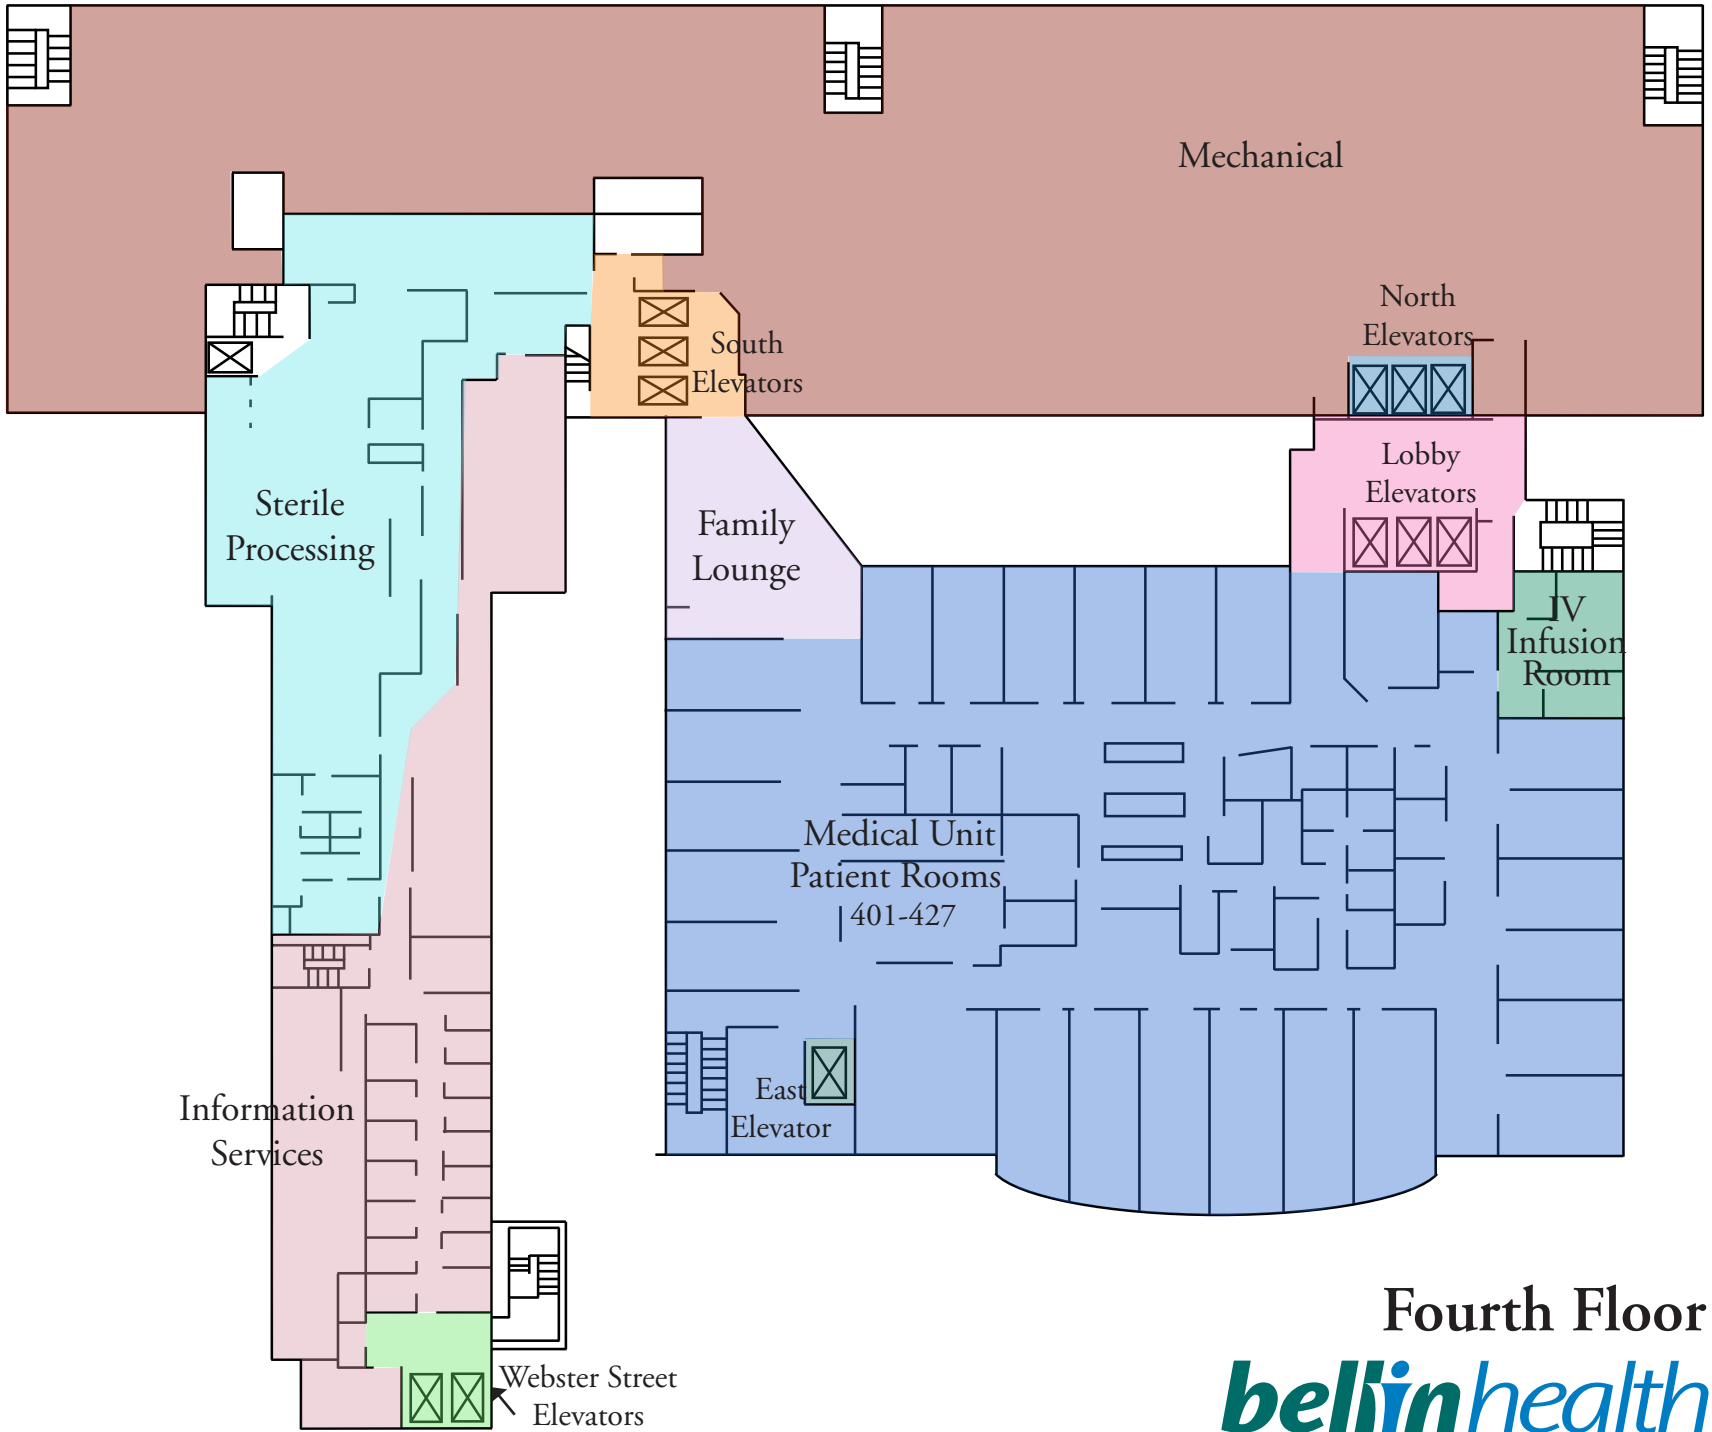 Mechanical
North
Elevators
South
Elevators
Lobby
Elevators
Sterile
Processing
Family
Lounge
IV
Infusion
Room
Medical Unit
Patient Rooms
401-427
East
Elevator
Information
Services
Webster Street
Elevators
Fourth Floor
bellinhealth